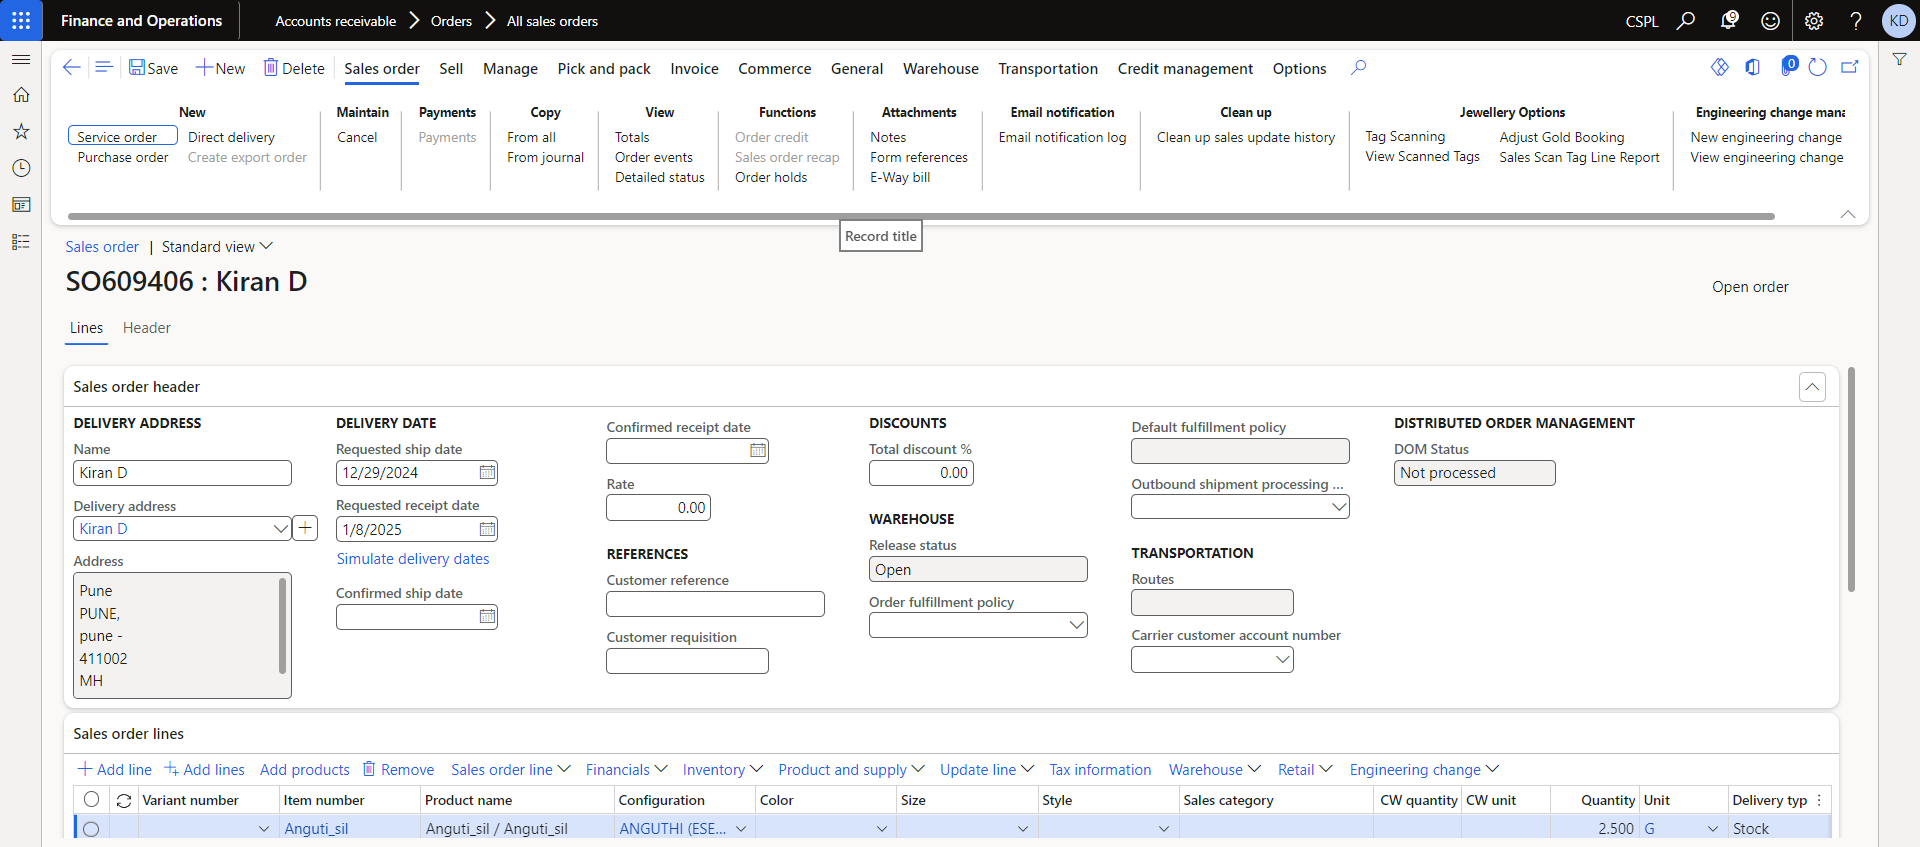 Finance and Operations
Accounts receivable > Orders > All sales orders
CSPL
9
?
KD
Save
New
Delete
Sales order
Sell
Manage
Pick and pack
Invoice
Commerce
General
Warehouse
Transportation
Credit management
Options
0
New
Service order
Direct delivery
Purchase order
Create export order
Maintain
Cancel
Payments
Payments
Copy
From all
From journal
View
Totals
Order events
Detailed status
Functions
Order credit
Sales order recap
Order holds
Attachments
Notes
Form references
E-Way bill
Email notification
Email notification log
Clean up
Clean up sales update history
Jewellery Options
Tag Scanning
Adjust Gold Booking
View Scanned Tags
Sales Scan Tag Line Report
Engineering change mana
New engineering change
View engineering change
Record title
Sales order | Standard view
SO609406 : Kiran D
Open order
Lines
Header
Sales order header
DELIVERY ADDRESS
Name
Kiran D
Delivery address
Kiran D
Address
Pune
PUNE,
pune -
411002
MH
DELIVERY DATE
Requested ship date
12/29/2024
Requested receipt date
1/8/2025
Simulate delivery dates
Confirmed ship date
Confirmed receipt date
Rate
0.00
REFERENCES
Customer reference
Customer requisition
DISCOUNTS
Total discount %
0.00
WAREHOUSE
Release status
Open
Order fulfillment policy
Default fulfillment policy
Outbound shipment processing ...
TRANSPORTATION
Routes
Carrier customer account number
DISTRIBUTED ORDER MANAGEMENT
DOM Status
Not processed
Sales order lines
Add line
Add lines
Add products
Remove
Sales order line
Financials
Inventory
Product and supply
Update line
Tax information
Warehouse
Retail
Engineering change
Variant number
Item number
Product name
Configuration
Color
Size
Style
Sales category
CW quantity
CW unit
Quantity
Unit
Delivery typ
Anguti_sil
Anguti_sil / Anguti_sil
ANGUTHI (ESE...
2.500
G
Stock